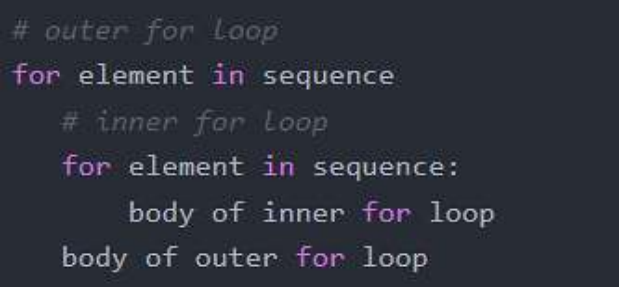 # outer for loop
for element in sequence
# inner for loop
for element in sequence:
body of inner for loop
body of outer for loop